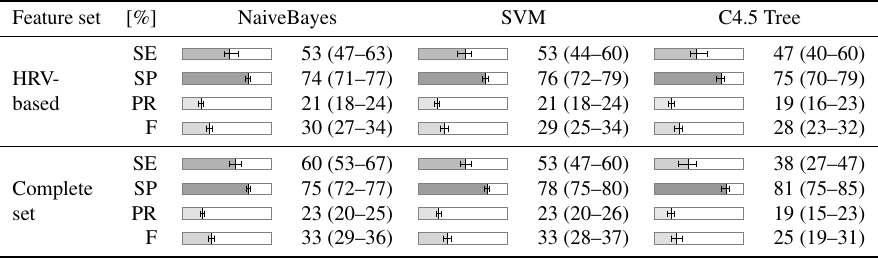 Feature set [%] NaiveBayes SVM C4.5 Tree
SE 53 (47–63) 53 (44–60) 47 (40–60)
HRV- SP 74 (71–77) 76 (72–79) 75 (70–79)
based PR 21 (18–24) 21 (18–24) 19 (16–23)
F 30 (27–34) 29 (25–34) 28 (23–32)
SE 60 (53–67) 53 (47–60) 38 (27–47)
Complete SP 75 (72–77) 78 (75–80) 81 (75–85)
set PR 23 (20–25) 23 (20–26) 19 (15–23)
F 33 (29–36) 33 (28–37) 25 (19–31)